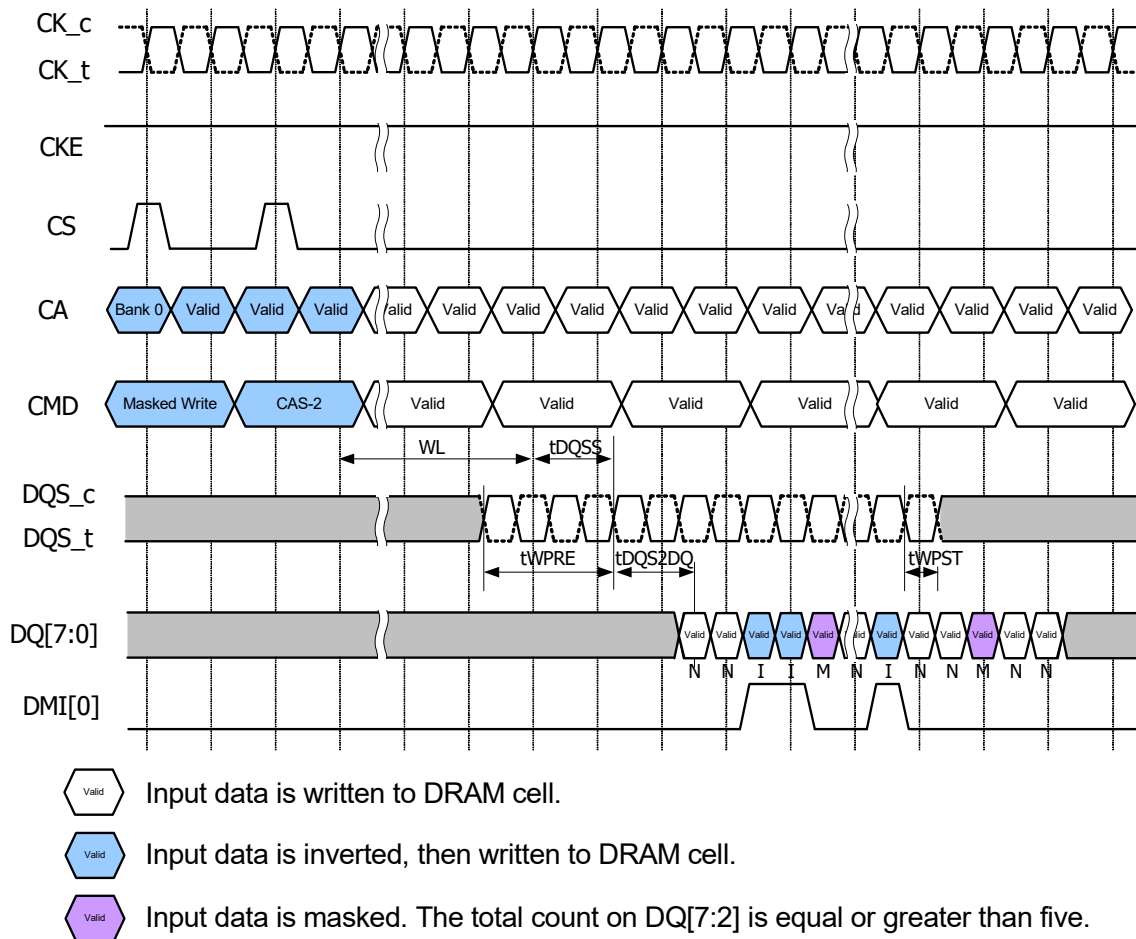 CK_c
CK_t
CKE
CS
CA Bank 0 Valid Valid Valid Valid Valid Valid Valid Valid Valid Valid Valid Valid Valid Valid Valid
CMD Masked Write CAS-2 Valid Valid Valid Valid Valid Valid
WL tDQSS
DQS_c
DQS_t
tWPRE tDQS2DQ tWPST
DQ[7:0] Valid Valid Valid Valid Valid Valid Valid Valid Valid Valid Valid Valid
N N I I M N I N N M N N
DMI[0]
Valid Input data is written to DRAM cell.
Valid Input data is inverted, then written to DRAM cell.
Valid Input data is masked. The total count on DQ[7:2] is equal or greater than five.